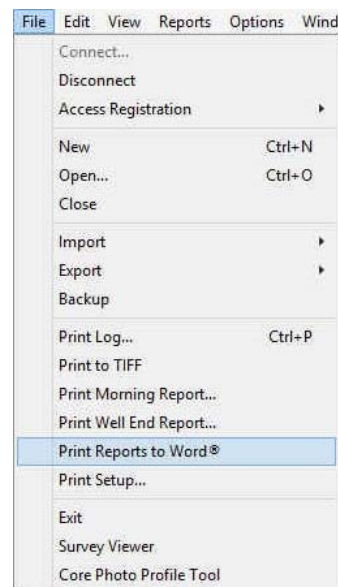 File Edit View Reports Options Wind
Connect...
Disconnect
Access Registration
New Ctrl+N
Open... Ctrl+O
Close
Import
Export
Backup
Print Log... Ctrl+P
Print to TIFF
Print Morning Report...
Print Well End Report...
Print Reports to Word®
Print Setup...
Exit
Survey Viewer
Core Photo Profile Tool